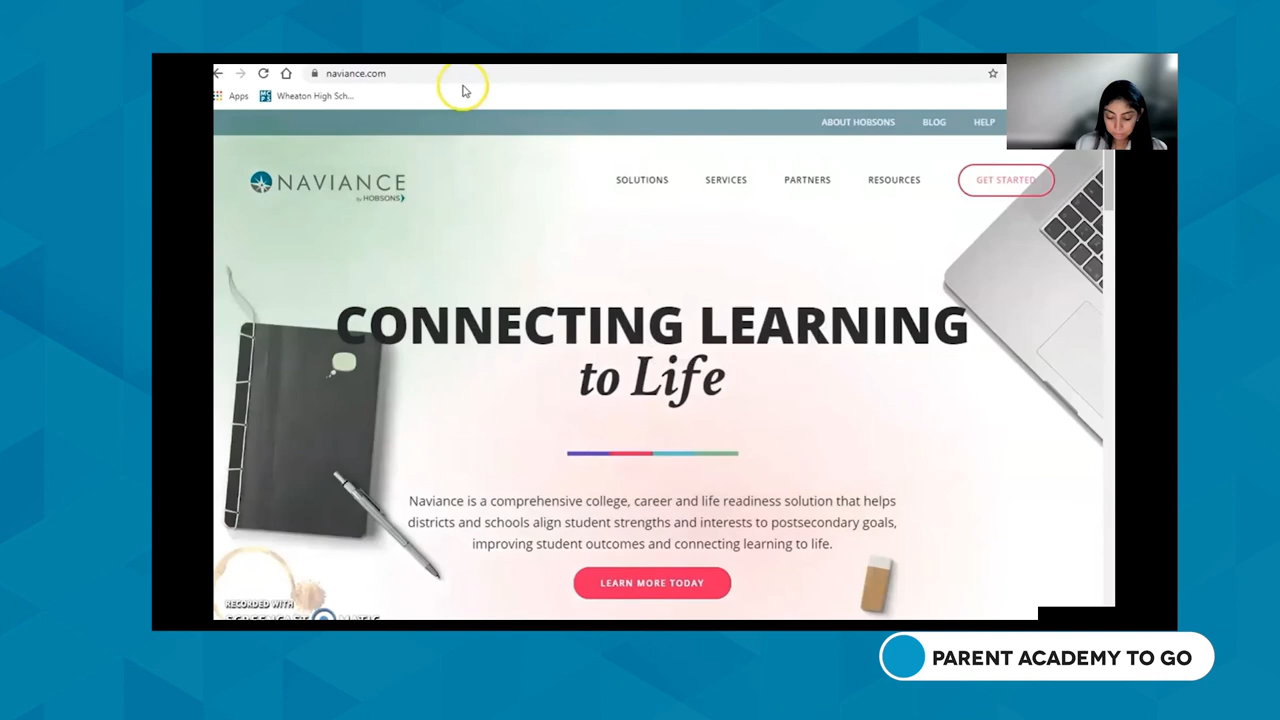 naviance.com
Apps
Wheaton High Sch...
ABOUT HOBSONS BLOG HELP
NAVIANCE
by HOBSONS
SOLUTIONS SERVICES PARTNERS RESOURCES GET STARTED
CONNECTING LEARNING
to Life
Naviance is a comprehensive college, career and life readiness solution that helps
districts and schools align student strengths and interests to postsecondary goals,
improving student outcomes and connecting learning to life.
LEARN MORE TODAY
RECORDED WITH
PARENT ACADEMY TO GO